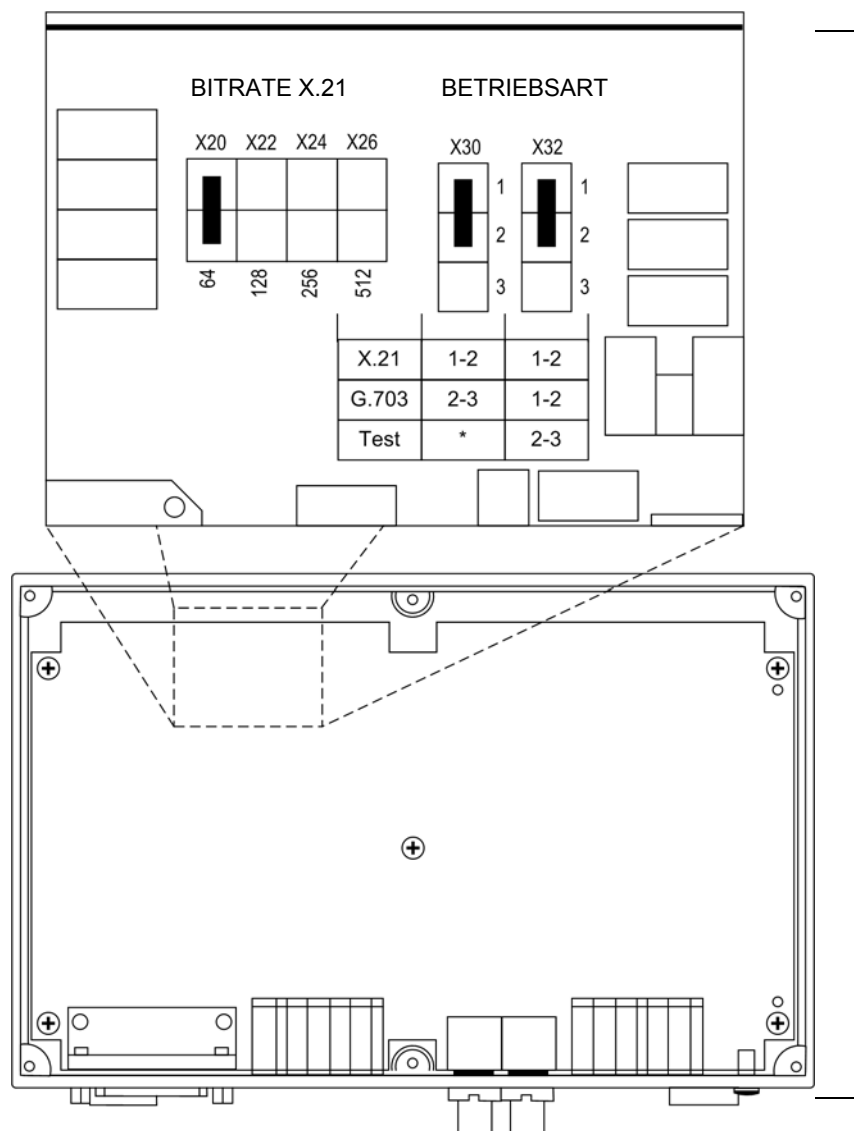 BITRATE X.21 BETRIEBSART
X20 X22 X24 X26 X30 X32
1 1
2 2
64 128 256 512 3 3
X.21 1-2 1-2
G.703 2-3 1-2
Test * 2-3